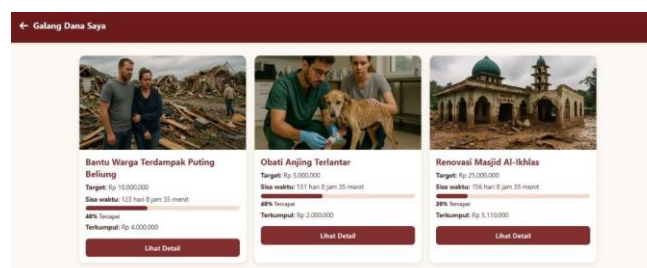 ← Galang Dana Saya
Bantu Warga Terdampak Puting
Beliung
Target: Rp 10.000.000
Sisa waktu: 123 hari 8 jam 35 menit
40% Tercapai
Terkumpul: Rp 4.000.000
Lihat Detail
Obati Anjing Terlantar
Target: Rp 5.000.000
Sisa waktu: 131 hari 8 jam 35 menit
40% Tercapai
Terkumpul: Rp 2.000.000
Lihat Detail
Renovasi Masjid Al-Ikhlas
Target: Rp 25.000.000
Sisa waktu: 156 hari 8 jam 35 menit
20% Tercapai
Terkumpul: Rp 5.110.000
Lihat Detail